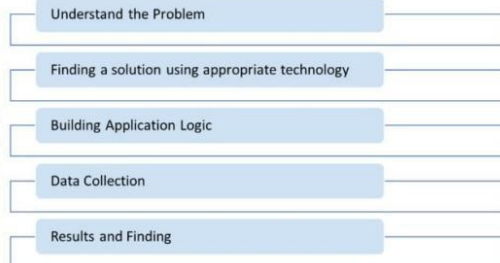 Understand the Problem
Finding a solution using appropriate technology
Building Application Logic
Data Collection
Results and Finding